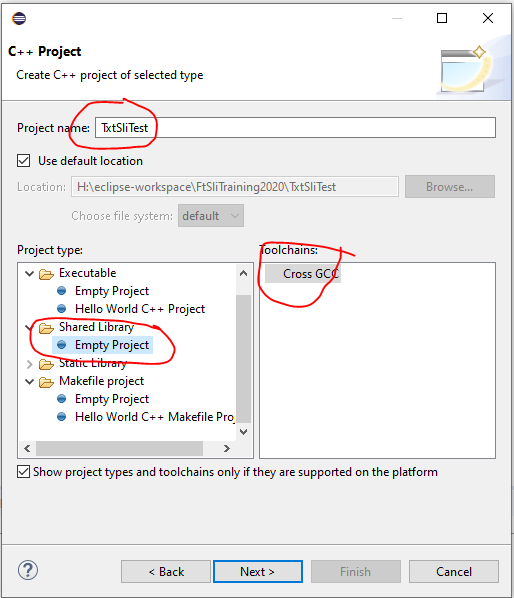 C++ Project
Create C++ project of selected type
Project name: TxtSliTest
Use default location
Location: H:\eclipse-workspace\FtSliTraining2020\TxtSliTest Browse...
Choose file system: default
Project type: Toolchains:
Executable Cross GCC
Empty Project
Hello World C++ Project
Shared Library
Empty Project
Static Library
Makefile project
Empty Project
Hello World C++ Makefile Proj
Show project types and toolchains only if they are supported on the platform
? < Back Next > Finish Cancel